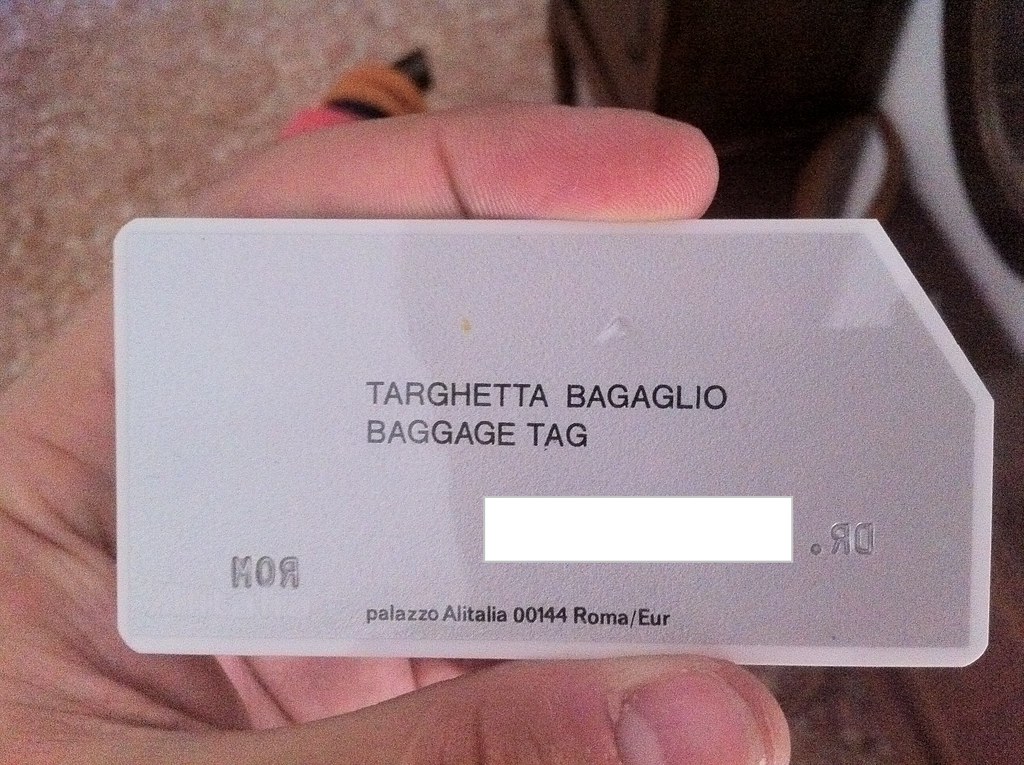 TARGHETTA BAGAGLIO
BAGGAGE TAG
DR.
ROM
palazzo Alitalia 00144 Roma/Eur